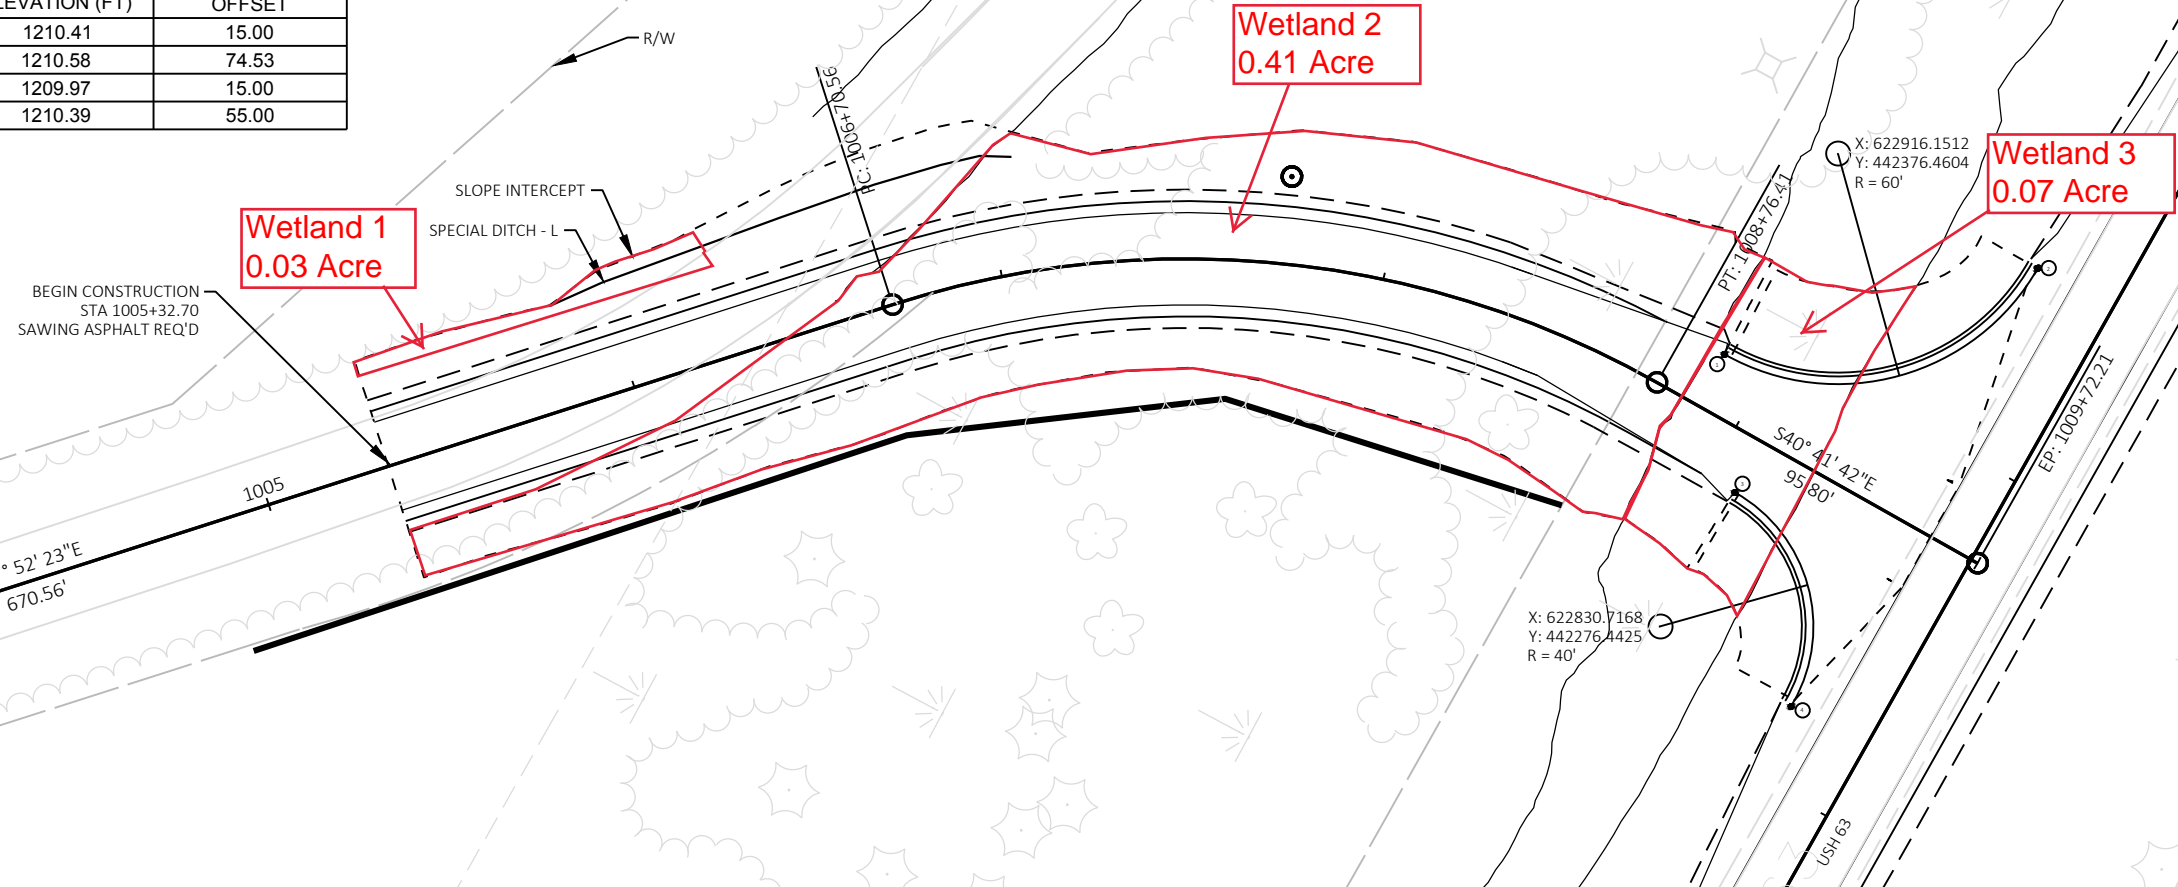 LEVATION (FT) OFFSET
1210.41 15.00
1210.58 74.53
1209.97 15.00
1210.39 55.00
R/W
Wetland 2
0.41 Acre
PC: 1006+70.56
X: 622916.1512
Y: 442376.4604
R = 60'
Wetland 3
0.07 Acre
SLOPE INTERCEPT
SPECIAL DITCH - L
Wetland 1
0.03 Acre
PT: 1008+76.41
BEGIN CONSTRUCTION
STA 1005+32.70
SAWING ASPHALT REQ'D
1005
S40° 41' 42"E
95.80'
EP: 1009+72.21
° 52' 23"E
670.56'
X: 622830.7168
Y: 442276.4425
R = 40'
USH 63